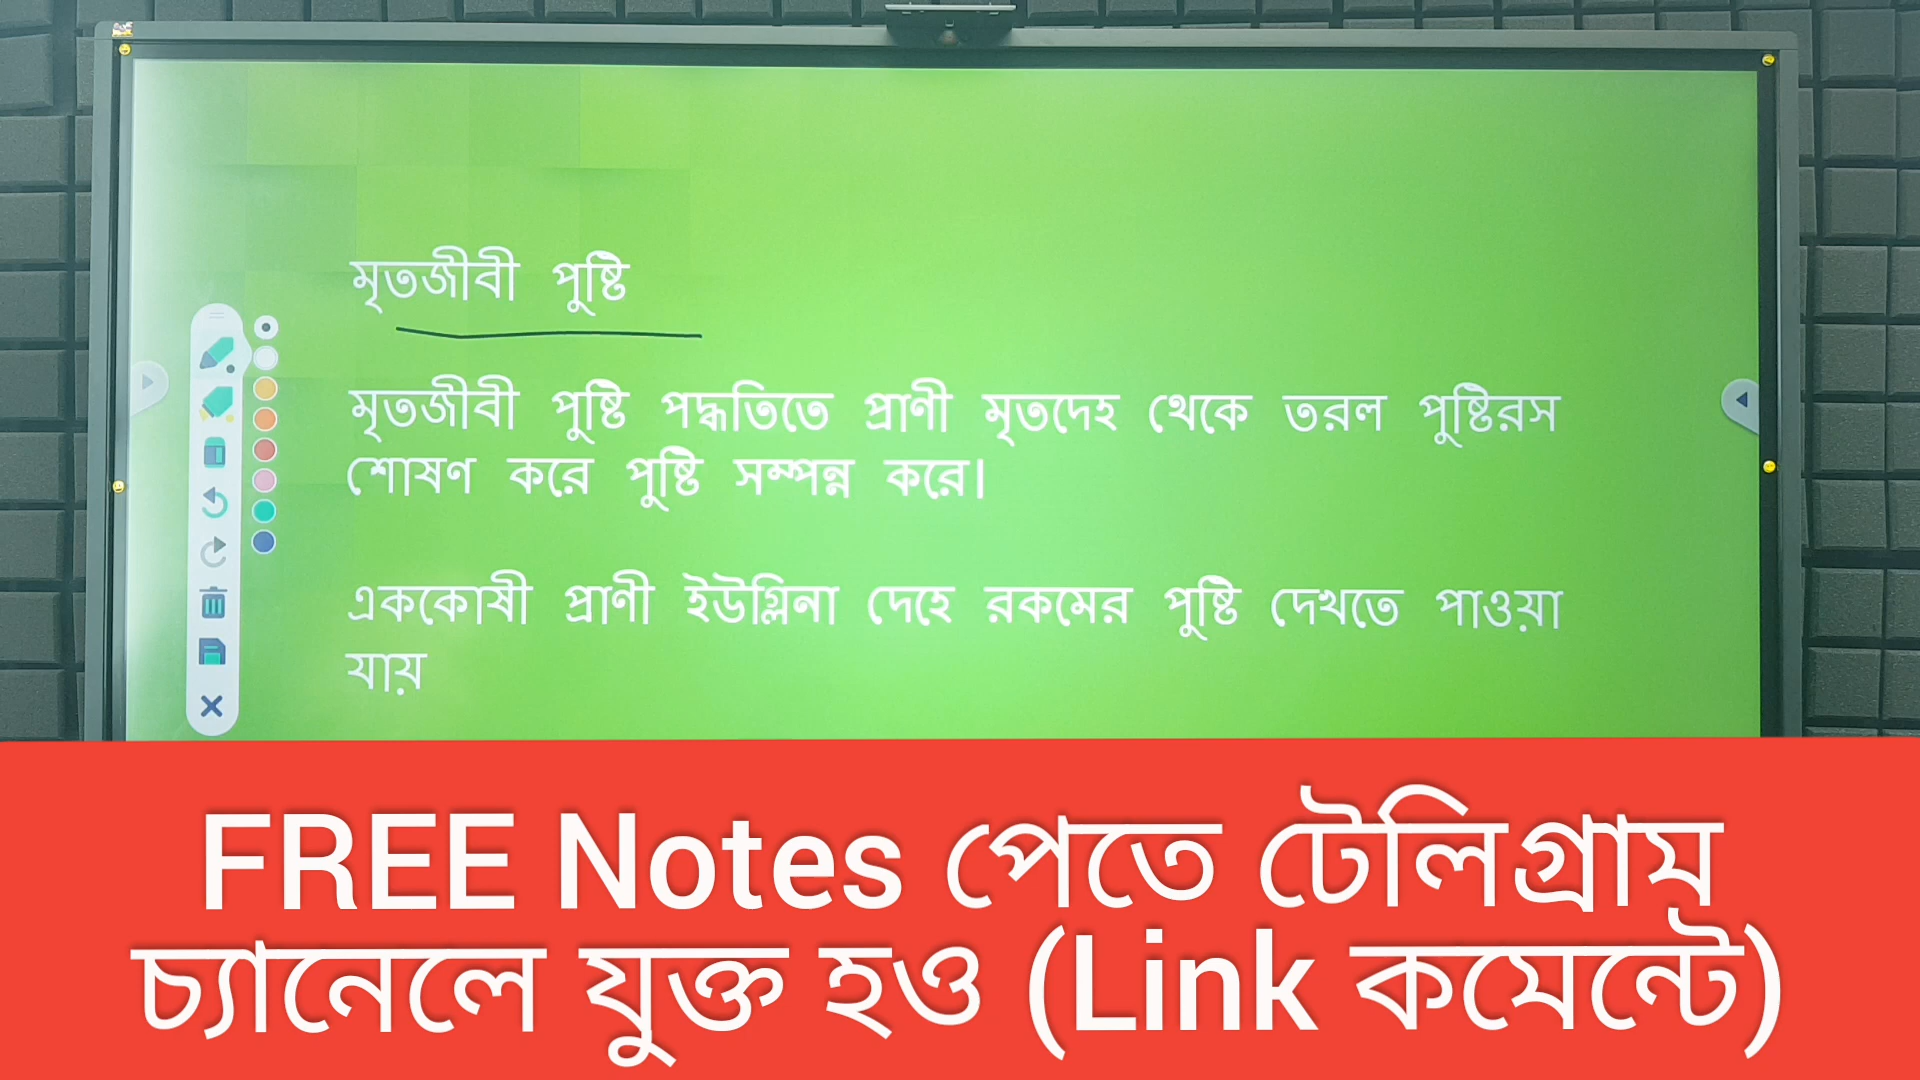 মৃতজীবী পুষ্টি
মৃতজীবী পুষ্টি পদ্ধতিতে প্রাণী মৃতদেহ থেকে তরল পুষ্টিরস
শোষণ করে পুষ্টি সম্পন্ন করে।
এককোষী প্রাণী ইউগ্লিনা দেহে রকমের পুষ্টি দেখতে পাওয়া
যায়
FREE Notes পেতে টেলিগ্রাম
চ্যানেলে যুক্ত হও (Link কমেন্টে)